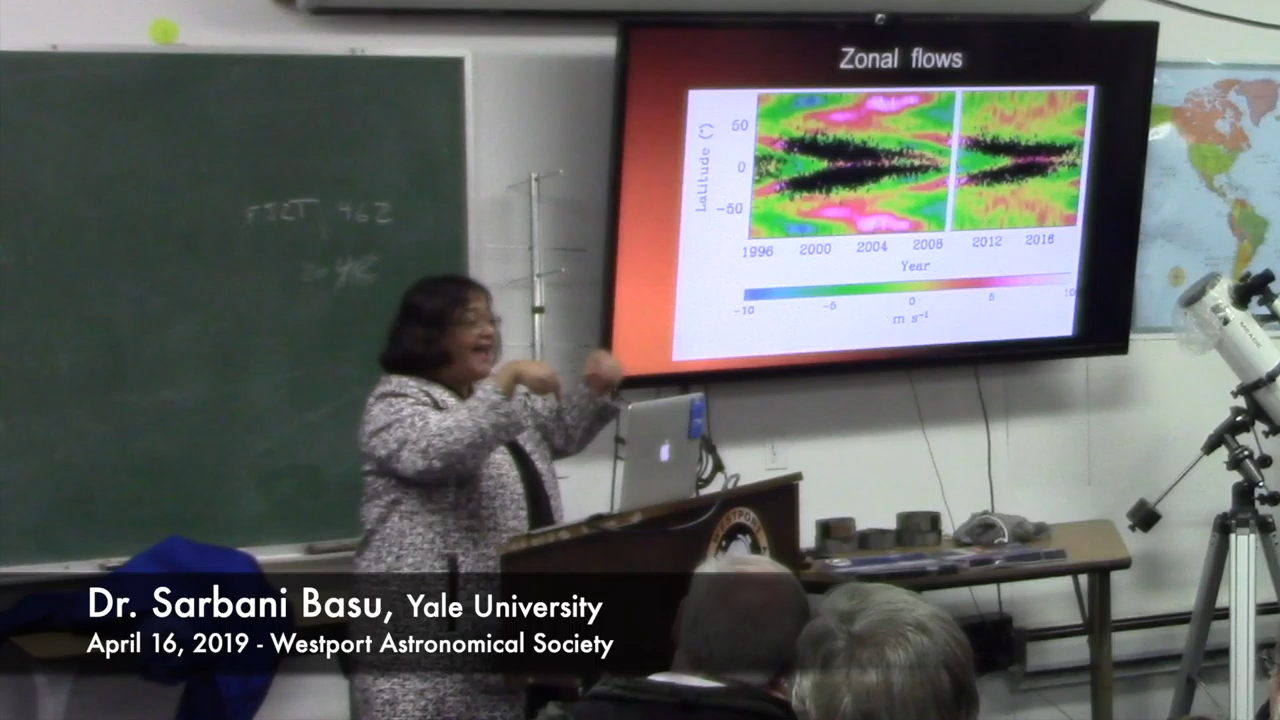 Zonal flows
Latitude (°)
50
0
-50
1996 2000 2004 2008 2012 2016
Year
-10 -5 0 5 10
m s⁻¹
WESTPORT
Dr. Sarbani Basu, Yale University
April 16, 2019 - Westport Astronomical Society